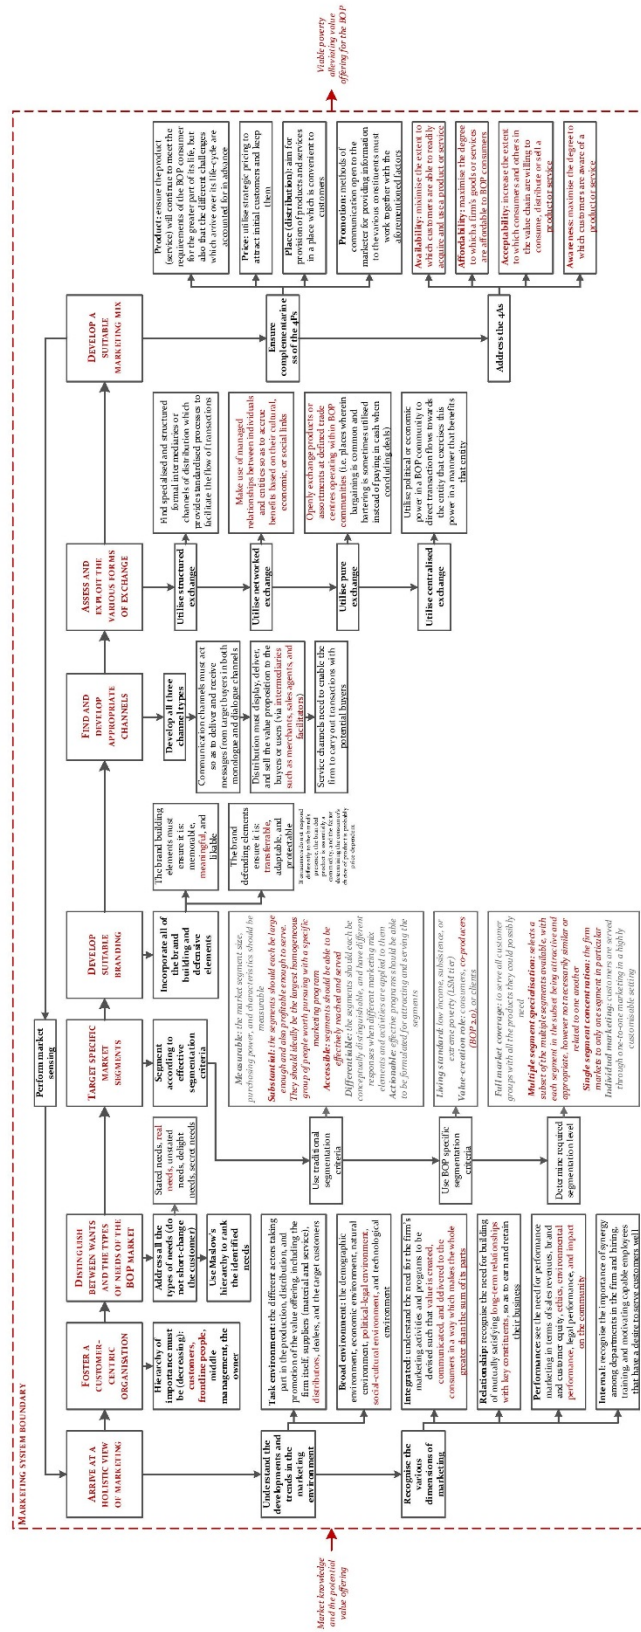 MARKETING SYSTEM BOUNDARY
Market knowledge
and the potential
value offering
Perform market
sensing
ARRIVE AT A
HOLISTIC VIEW
OF MARKETING
Understand the
developments and
trends in the
marketing
environment
Task environment: the different actors taking
part in the production, distribution, and
promotion of the value offering, including the
firm itself, suppliers (material and service),
distributors, dealers, and the target customers
Broad environment: the demographic
environment, economic environment, natural
environment, political-legal environment,
social-cultural environment, and technological
environment
Recognise the
various
dimensions of
marketing
Integrated: understand the need for the firm's
marketing activities and programs to be
devised such that value is created,
communicated, and delivered to the
consumers in a way which makes the whole
greater than the sum of its parts
Relationship: recognise the need for building
of mutually satisfying long-term relationships
with key constituents, so as to earn and retain
their business
Performance: see the need for performance
marketing in terms of sales revenues, brand
and customer equity, ethics, environmental
performance, legal performance, and impact
on the community
Internal: recognise the importance of synergy
among departments in the firm and hiring,
training, and motivating capable employees
that have a desire to serve customers well
FOSTER A
CUSTUMER-
CENTRIC
ORGANISATION
Hierarchy of
importance must
be (decreasing):
customers,
frontline people,
middle
management, the
owner
DISTINGUISH
BETWEEN WANTS
AND THE TYPES
OF NEEDS OF THE
BOP MARKET
Address all the
types of needs (do
not short-change
the customer)
Stated needs, real
needs, unstated
needs, delight
needs, secret needs
Use Maslow's
hierarchy to rank
the identified
needs
TARGET SPECIFIC
MARKET
SEGMENTS
Segment
according to
effective
segmentation
criteria
Use traditional
segmentation
criteria
Measurable: the market segment size,
purchasing power, and characteristics should be
measurable
Substantial: the segments should each be large
enough and also profitable enough to serve.
They should ideally be the largest homogeneous
group of people worth pursuing with a specific
marketing program
Accessible: segments should be able to be
effectively reached and served
Differentiable: the segments should each be
conceptually distinguishable, and have different
responses when different marketing mix
elements and activities are applied to them
Actionable: effective programs should be able
to be formulated for attracting and serving the
segments
Use BOP specific
segmentation
criteria
Living standard: low income, subsistence, or
extreme poverty (LSM tier)
Value-creation role: consumers, co-producers
(BOP 2.0), or clients
Determine required
segmentation level
Full market coverage: to serve all customer
groups with all the products they could possibly
need
Multiple segment specialisation: selects a
subset of the multiple segments available, with
each segment in the subset being attractive and
appropriate, however not necessarily similar or
related to one another
Single segment concentration: the firm
markets to only one segment in particular
Individual marketing: customers are served
through one-to-one marketing in a highly
customisable setting
DEVELOP
SUITABLE
BRANDING
Incorporate all of
the brand
building and
defensive
elements
The brand building
elements must
ensure it is:
memorable,
meaningful, and
likable
The brand
defending elements
ensure it is:
transferrable,
adaptable, and
protectable
FIND AND
DEVELOP
APPROPRIATE
CHANNELS
Develop all three
channel types
Communication channels must act
so as to deliver and receive
messages from target buyers in both
monologue and dialogue channels
Distribution must display, deliver,
and sell the value proposition to the
buyers or users (via intermediaries
such as merchants, sales agents, and
facilitators)
Service channels need to enable the
firm to carry out transactions with
potential buyers
ASSESS AND
EXPLOIT THE
VARIOUS FORMS
OF EXCHANGE
Utilise structured
exchange
Find specialised and structured
formal intermediaries or
channels of distribution which
provide standardised processes to
facilitate the flow of transactions
Utilise networked
exchange
Make use of managed
relationships between individuals
and entities so as to accrue
benefits based on their cultural,
economic, or social links
Utilise pure
exchange
Openly exchange products or
assortments at defined trade
centres operating within BOP
communities (i.e. places wherein
bargaining is common and
bartering is sometimes utilised
instead of paying in cash when
concluding deals)
Utilise centralised
exchange
Utilise political or economic
power in a BOP community to
direct transaction flows towards
the entity that exercises this
power in a manner that benefits
that entity
DEVELOP A
SUITABLE
MARKETING MIX
Ensure
complementarine
ss of the 4Ps
Product: ensure the product
(service) will continue to meet the
requirements of the BOP consumer
for the greater part of its life, but
also that the different challenges
which arrive over its life-cycle are
accounted for in advance
Price: utilise strategic pricing to
attract initial customers and keep
them
Place (distribution): aim for
provision of products and services
in a place which is convenient to
customers
Promotion: methods of
communication open to the
marketer for providing information
to the various constituents must
work together with the
aforementioned factors
Address the 4As
Availability: maximise the extent to
which customers are able to readily
acquire and use a product or service
Affordability: maximise the degree
to which a firm's goods or services
are affordable to BOP consumers
Acceptability: increase the extent
to which consumers and others in
the value chain are willing to
consume, distribute or sell a
product or service
Awareness: maximise the degree to
which customers are aware of a
product or service
Viable poverty
alleviating value
offering for the BOP